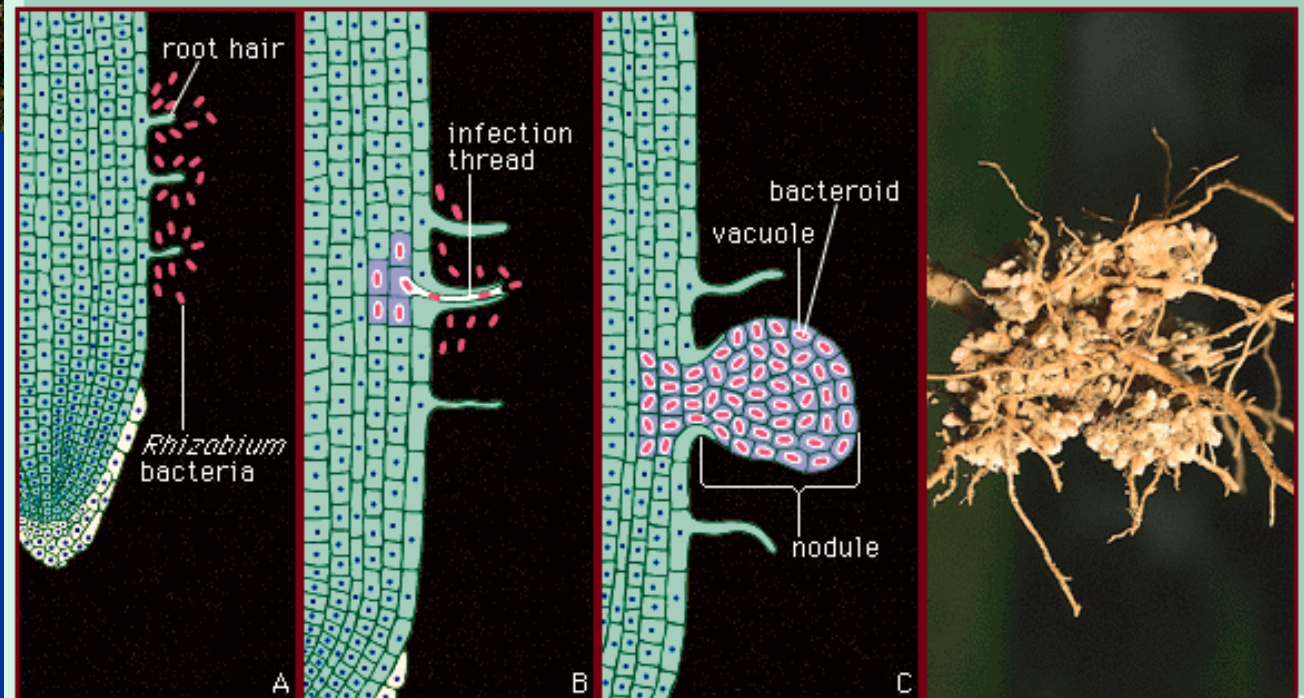 root hair
Rhizobium
bacteria
A
infection
thread
B
bacteroid
vacuole
nodule
C